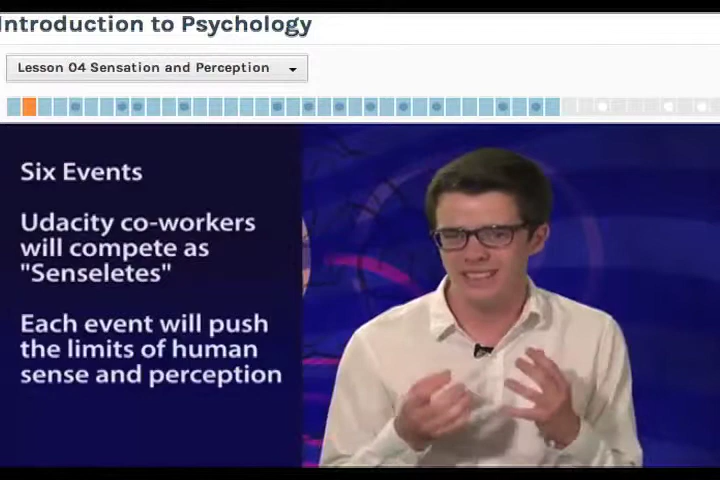 Introduction to Psychology
Lesson 04 Sensation and Perception
Six Events
Udacity co-workers
will compete as
"Senseletes"
Each event will push
the limits of human
sense and perception